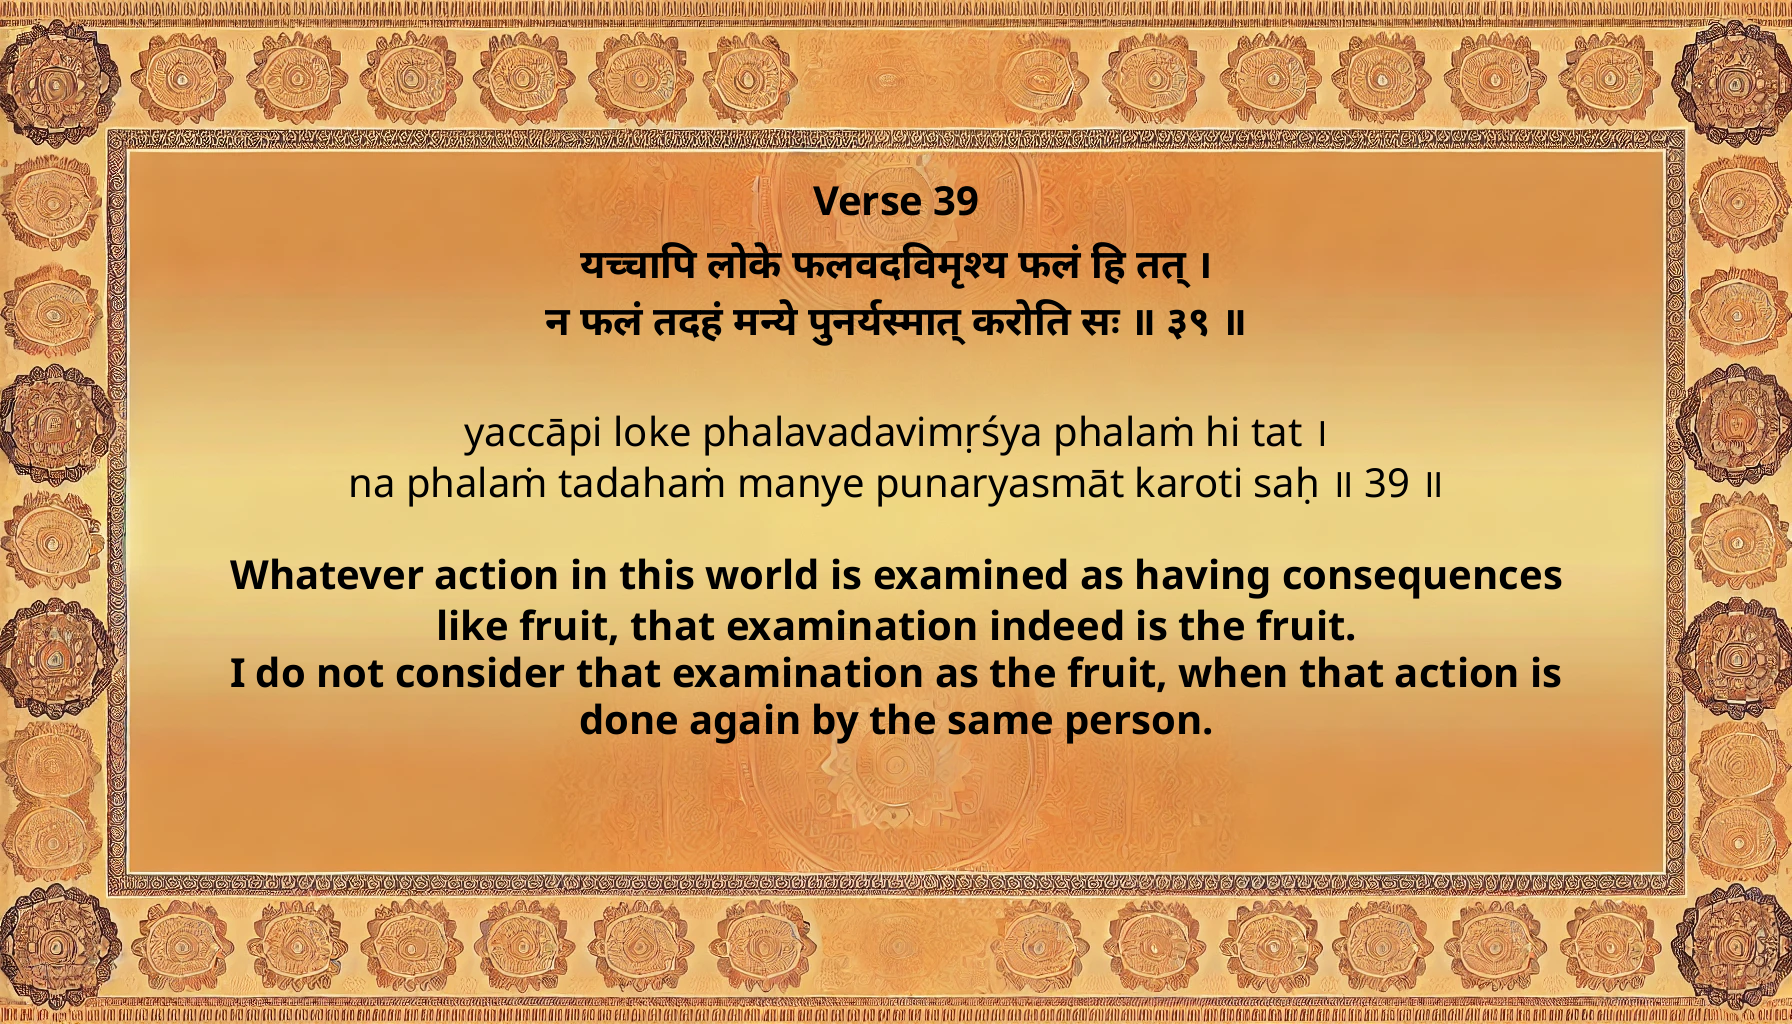 Verse 39
यच्चापि लोके फलवदविमृश्य फलं हि तत् ।
न फलं तदहं मन्ये पुनर्यस्मात् करोति सः ॥ ३९ ॥
yaccāpi loke phalavadavimṛśya phalaṁ hi tat ।
na phalaṁ tadahaṁ manye punaryasmāt karoti saḥ ॥ 39 ॥
Whatever action in this world is examined as having consequences
like fruit, that examination indeed is the fruit.
I do not consider that examination as the fruit, when that action is
done again by the same person.